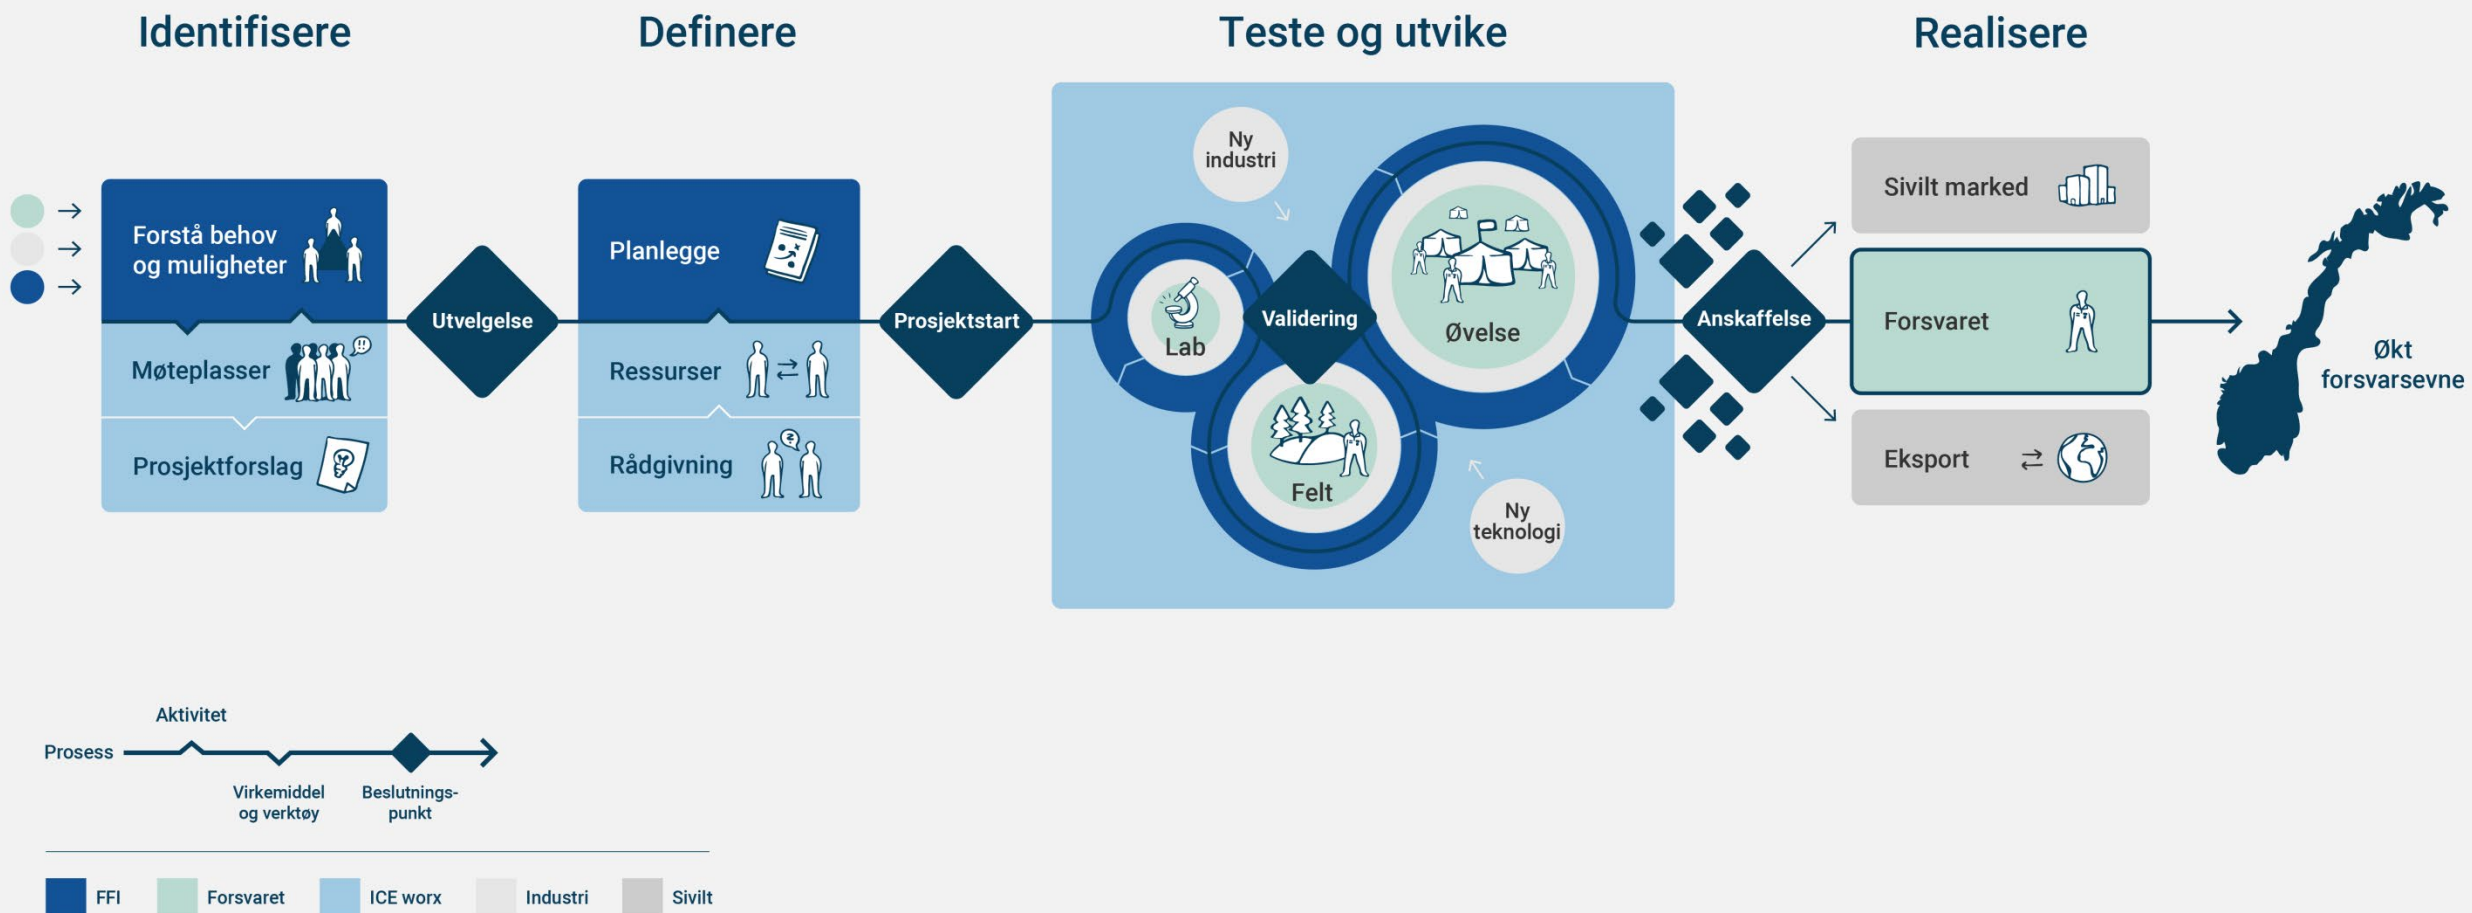 Identifisere
Definere
Teste og utvike
Realisere
Forstå behov
og muligheter
Møteplasser
Prosjektforslag
Utvelgelse
Planlegge
Ressurser
Rådgivning
Prosjektstart
Ny
industri
Lab
Validering
Øvelse
Felt
Ny
teknologi
Anskaffelse
Sivilt marked
Forsvaret
Eksport
Økt
forsvarsevne
Aktivitet
Prosess
Virkemiddel
og verktøy
Beslutnings-
punkt
FFI
Forsvaret
ICE worx
Industri
Sivilt